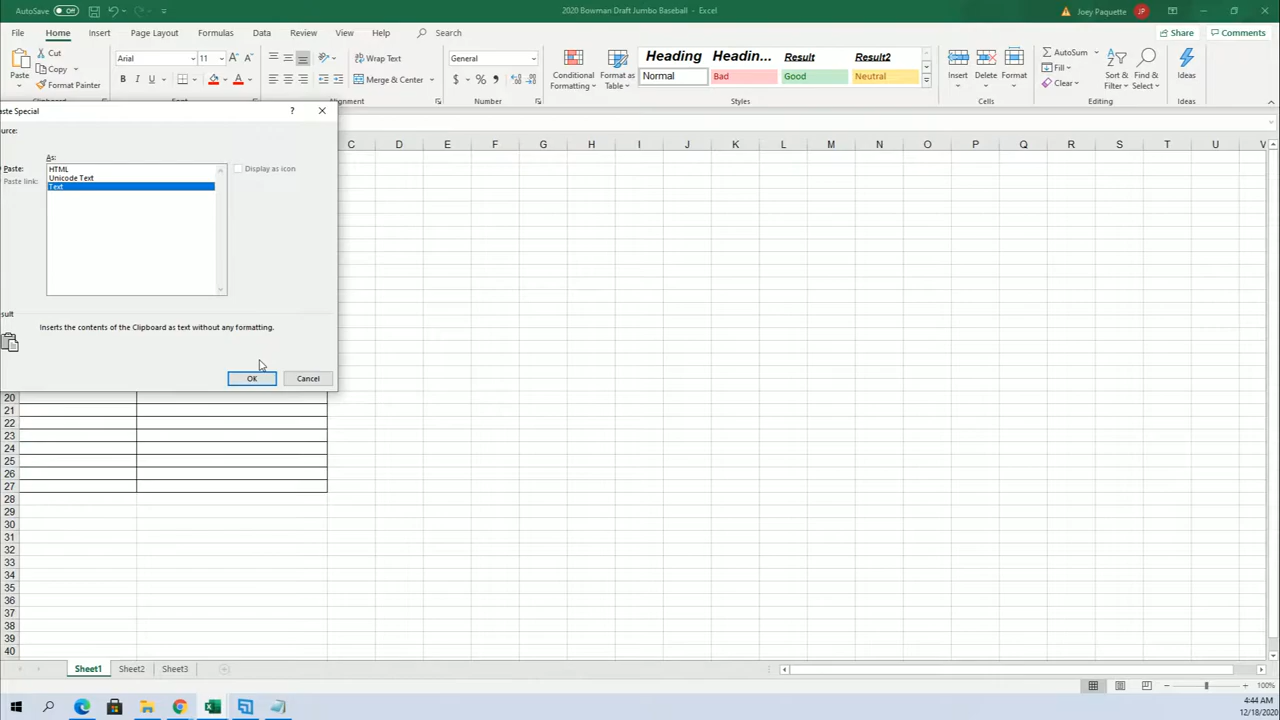 AutoSave Off 2020 Bowman Draft Jumbo Baseball - Excel Joey Paquette JP
File Home Insert Page Layout Formulas Data Review View Help Search Share Comments
Paste Cut Copy Format Painter
Arial 11 A A
B I U A
Wrap Text
Merge & Center
General
$ % ,
Conditional Formatting
Format as Table
Heading Headin... Result Result2
Normal Bad Good Neutral
Insert Delete Format
AutoSum
Fill
Clear
Sort & Filter
Find & Select
Ideas
Alignment Number Styles Cells Editing Ideas
aste Special ?
ource:
As:
Paste:
Paste link:
HTML
Unicode Text
Text
Display as icon
sult
Inserts the contents of the Clipboard as text without any formatting.
OK Cancel
C D E F G H I J K L M N O P Q R S T U V
20
21
22
23
24
25
26
27
28
29
30
31
32
33
34
35
36
37
38
39
40
Sheet1 Sheet2 Sheet3
100%
4:44 AM
12/18/2020